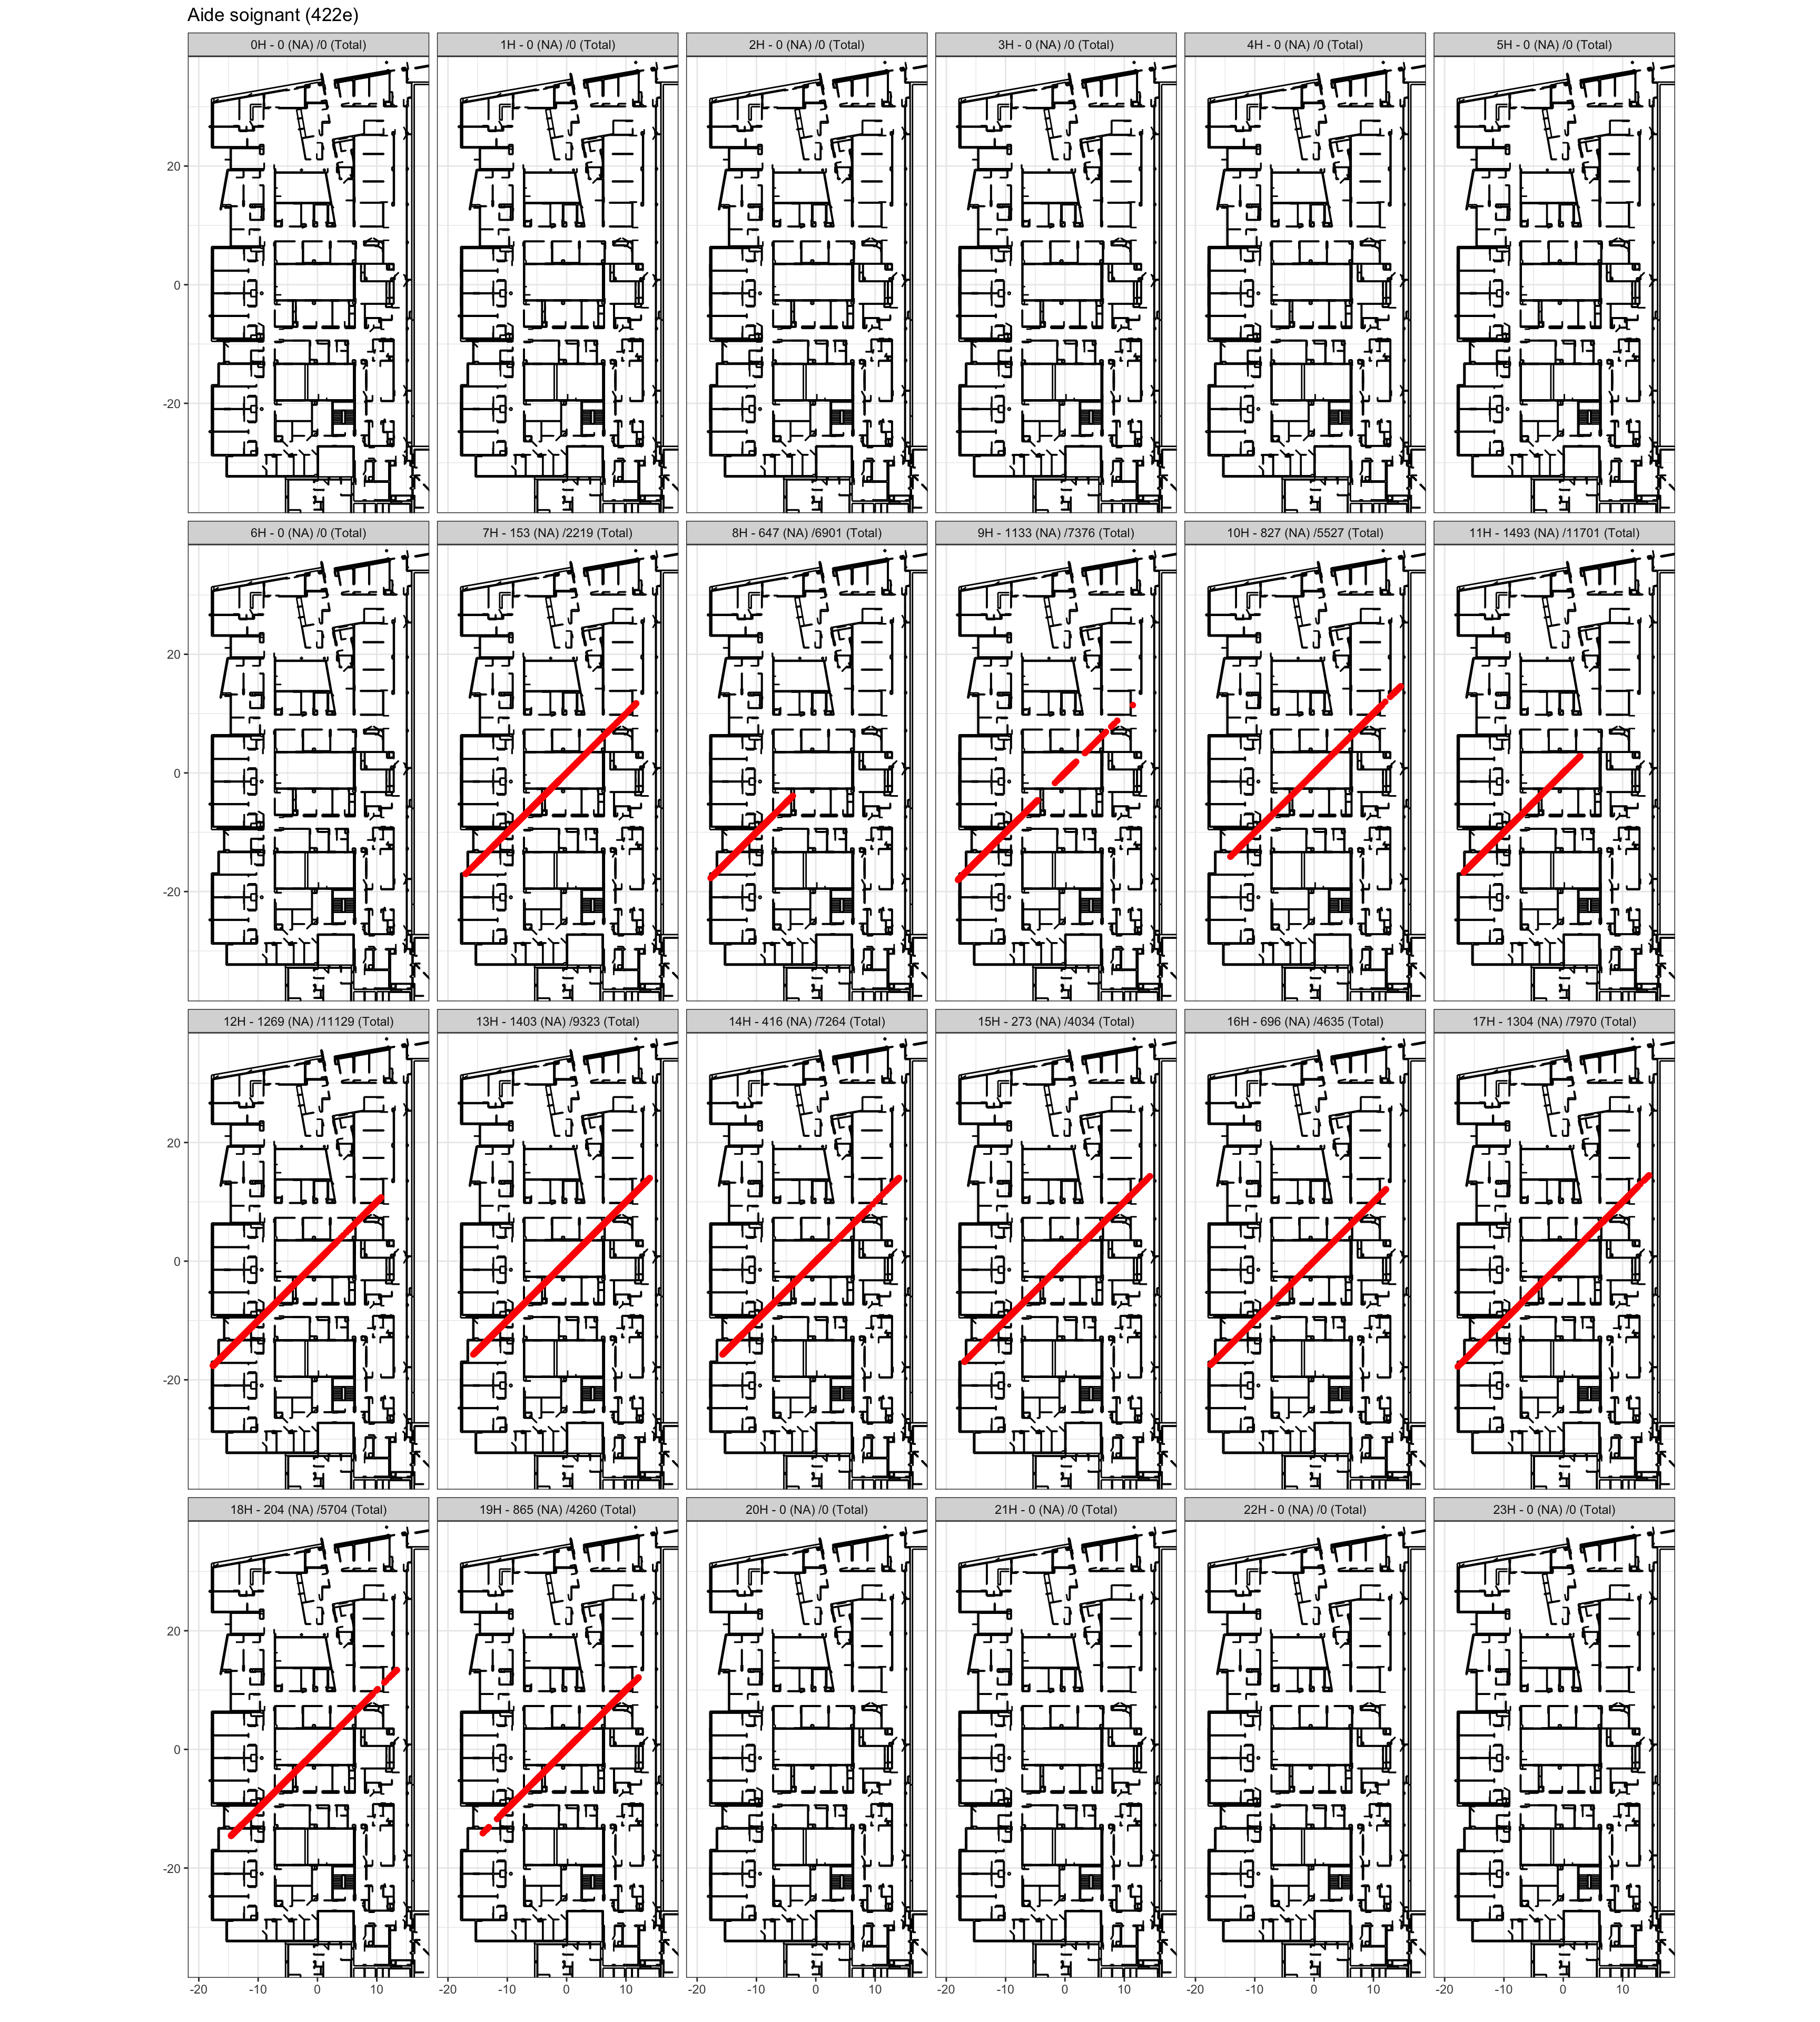 Aide soignant (422e)
0H - 0 (NA) /0 (Total) 1H - 0 (NA) /0 (Total) 2H - 0 (NA) /0 (Total) 3H - 0 (NA) /0 (Total) 4H - 0 (NA) /0 (Total) 5H - 0 (NA) /0 (Total)
20
0
-20
6H - 0 (NA) /0 (Total) 7H - 153 (NA) /2219 (Total) 8H - 647 (NA) /6901 (Total) 9H - 1133 (NA) /7376 (Total) 10H - 827 (NA) /5527 (Total) 11H - 1493 (NA) /11701 (Total)
20
0
-20
12H - 1269 (NA) /11129 (Total) 13H - 1403 (NA) /9323 (Total) 14H - 416 (NA) /7264 (Total) 15H - 273 (NA) /4034 (Total) 16H - 696 (NA) /4635 (Total) 17H - 1304 (NA) /7970 (Total)
20
0
-20
18H - 204 (NA) /5704 (Total) 19H - 865 (NA) /4260 (Total) 20H - 0 (NA) /0 (Total) 21H - 0 (NA) /0 (Total) 22H - 0 (NA) /0 (Total) 23H - 0 (NA) /0 (Total)
20
0
-20
-20 -10 0 10 -20 -10 0 10 -20 -10 0 10 -20 -10 0 10 -20 -10 0 10 -20 -10 0 10